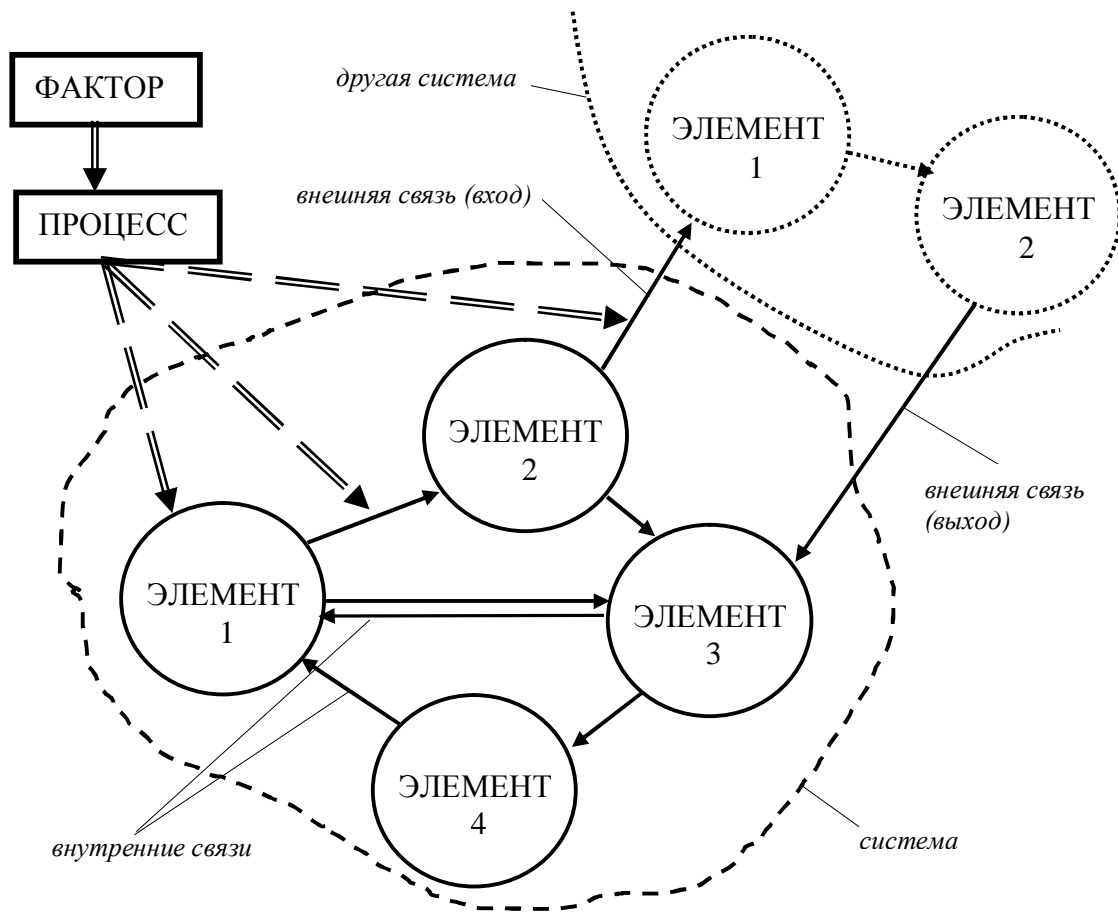 ФАКТОР
ПРОЦЕСС
другая система
внешняя связь (вход)
ЭЛЕМЕНТ
1
ЭЛЕМЕНТ
2
ЭЛЕМЕНТ
2
внешняя связь
(выход)
ЭЛЕМЕНТ
1
ЭЛЕМЕНТ
3
ЭЛЕМЕНТ
4
внутренние связи
система